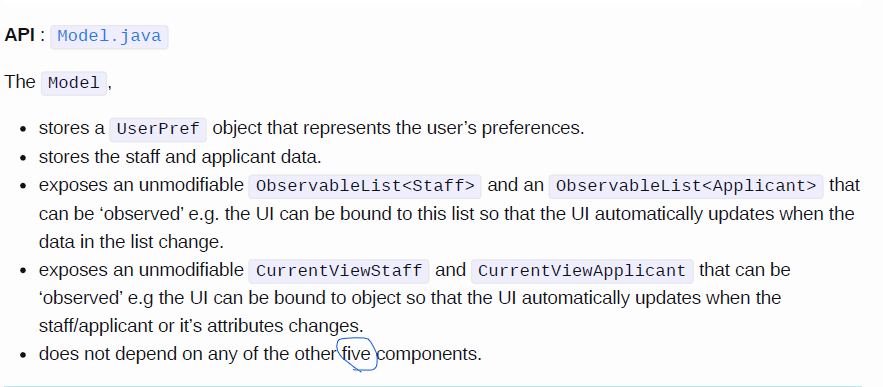 API : Model.java
The Model ,
• stores a UserPref object that represents the user’s preferences.
• stores the staff and applicant data.
• exposes an unmodifiable ObservableList<Staff> and an ObservableList<Applicant> that
can be ‘observed’ e.g. the UI can be bound to this list so that the UI automatically updates when the
data in the list change.
• exposes an unmodifiable CurrentViewStaff and CurrentViewApplicant that can be
‘observed’ e.g the UI can be bound to object so that the UI automatically updates when the
staff/applicant or it’s attributes changes.
• does not depend on any of the other five components.